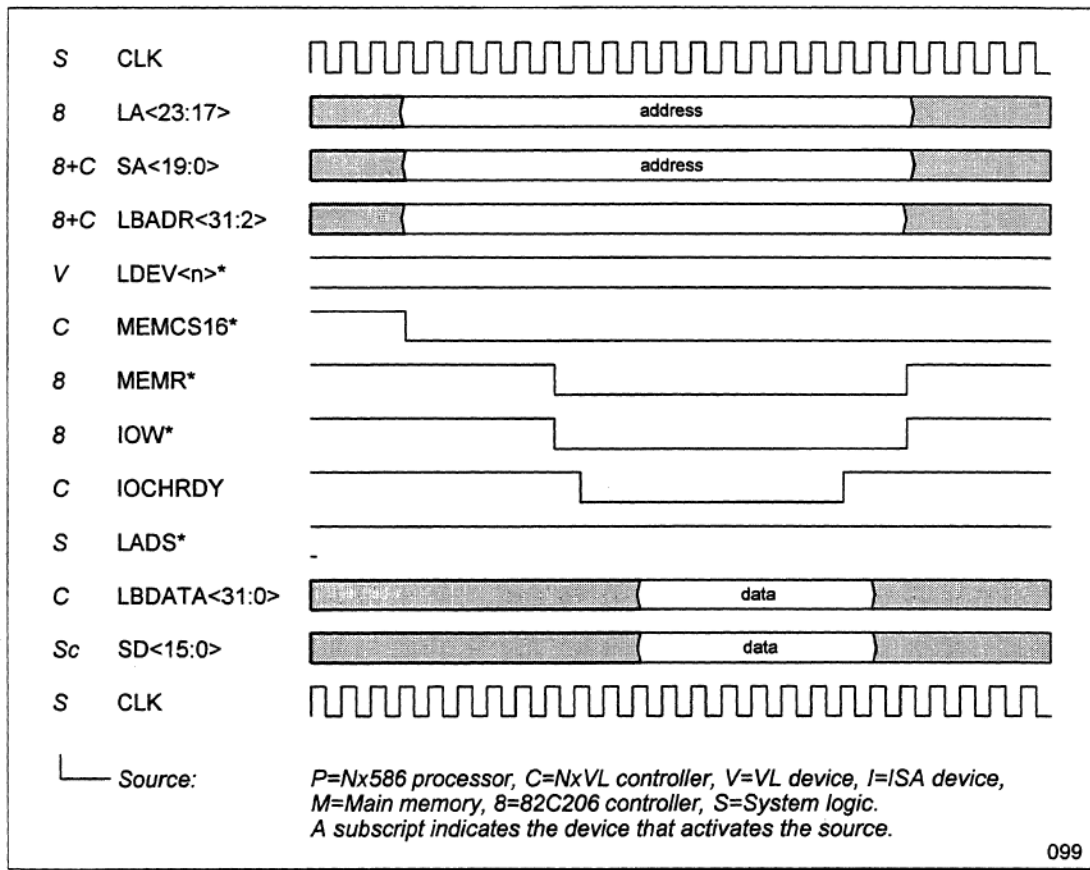 S CLK
8 LA<23:17> address
8+C SA<19:0> address
8+C LBADR<31:2>
V LDEV<n>*
C MEMCS16*
8 MEMR*
8 IOW*
C IOCHRDY
S LADS*
C LBDATA<31:0> data
Sc SD<15:0> data
S CLK
Source: P=Nx586 processor, C=NxVL controller, V=VL device, I=ISA device,
M=Main memory, 8=82C206 controller, S=System logic.
A subscript indicates the device that activates the source.
099